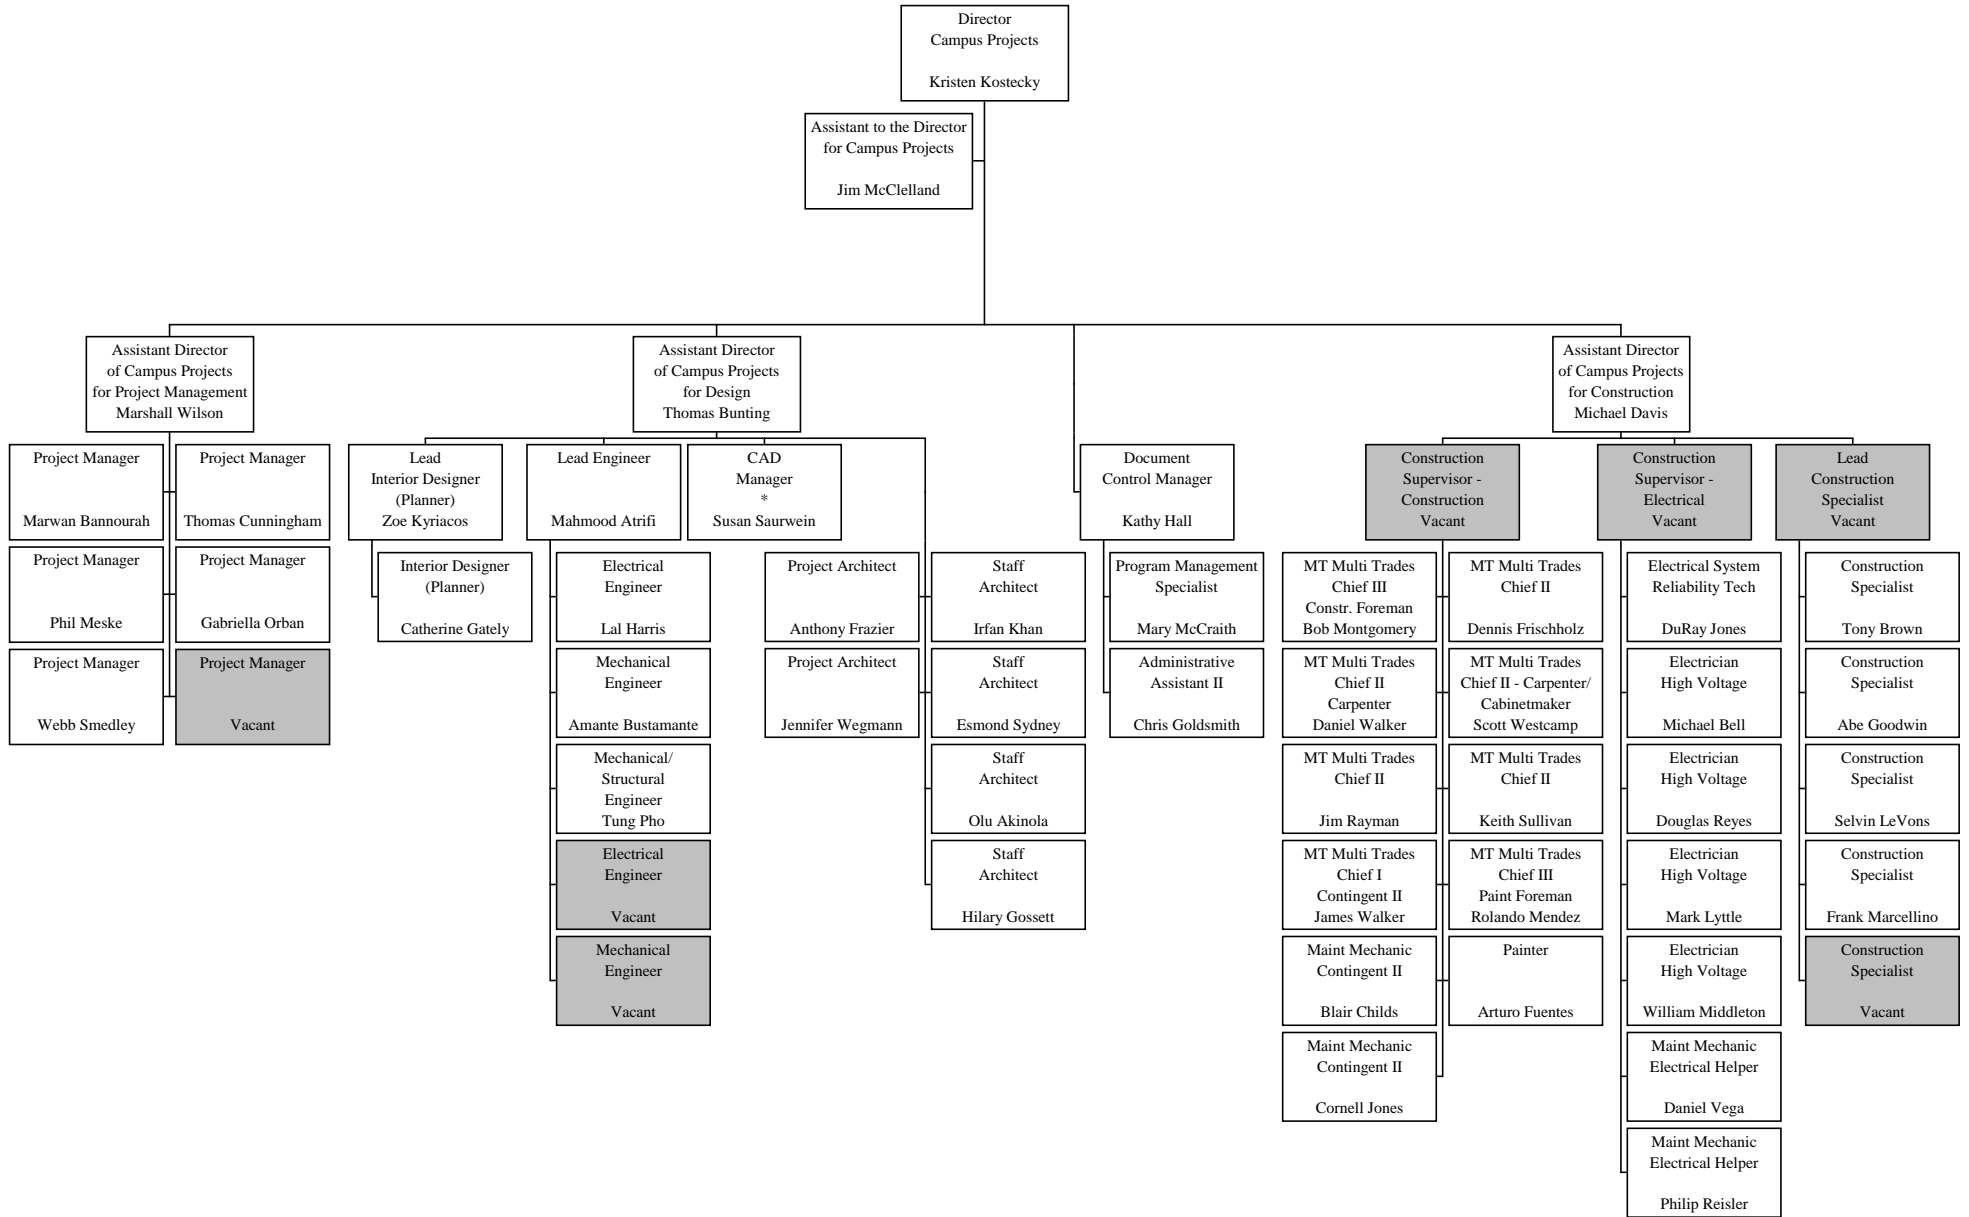 Director
Campus Projects
Kristen Kostecky
Assistant to the Director
for Campus Projects
Jim McClelland
Assistant Director
of Campus Projects
for Project Management
Marshall Wilson
Project Manager
Marwan Bannourah
Project Manager
Thomas Cunningham
Project Manager
Phil Meske
Project Manager
Gabriella Orban
Project Manager
Webb Smedley
Project Manager
Vacant
Assistant Director
of Campus Projects
for Design
Thomas Bunting
Lead
Interior Designer
(Planner)
Zoe Kyriacos
Interior Designer
(Planner)
Catherine Gately
Lead Engineer
Mahmood Atrifi
Electrical
Engineer
Lal Harris
Mechanical
Engineer
Amante Bustamante
Mechanical/
Structural
Engineer
Tung Pho
Electrical
Engineer
Vacant
Mechanical
Engineer
Vacant
CAD
Manager
*
Susan Saurwein
Project Architect
Anthony Frazier
Staff
Architect
Irfan Khan
Project Architect
Jennifer Wegmann
Staff
Architect
Esmond Sydney
Staff
Architect
Olu Akinola
Staff
Architect
Hilary Gossett
Document
Control Manager
Kathy Hall
Program Management
Specialist
Mary McCraith
Administrative
Assistant II
Chris Goldsmith
Assistant Director
of Campus Projects
for Construction
Michael Davis
Construction
Supervisor -
Construction
Vacant
MT Multi Trades
Chief III
Constr. Foreman
Bob Montgomery
MT Multi Trades
Chief II
Dennis Frischholz
MT Multi Trades
Chief II
Carpenter
Daniel Walker
MT Multi Trades
Chief II - Carpenter/
Cabinetmaker
Scott Westcamp
MT Multi Trades
Chief II
Jim Rayman
MT Multi Trades
Chief II
Keith Sullivan
MT Multi Trades
Chief I
Contingent II
James Walker
MT Multi Trades
Chief III
Paint Foreman
Rolando Mendez
Maint Mechanic
Contingent II
Blair Childs
Painter
Arturo Fuentes
Maint Mechanic
Contingent II
Cornell Jones
Construction
Supervisor -
Electrical
Vacant
Electrical System
Reliability Tech
DuRay Jones
Electrician
High Voltage
Michael Bell
Electrician
High Voltage
Douglas Reyes
Electrician
High Voltage
Mark Lyttle
Electrician
High Voltage
William Middleton
Maint Mechanic
Electrical Helper
Daniel Vega
Maint Mechanic
Electrical Helper
Philip Reisler
Lead
Construction
Specialist
Vacant
Construction
Specialist
Tony Brown
Construction
Specialist
Abe Goodwin
Construction
Specialist
Selvin LeVons
Construction
Specialist
Frank Marcellino
Construction
Specialist
Vacant